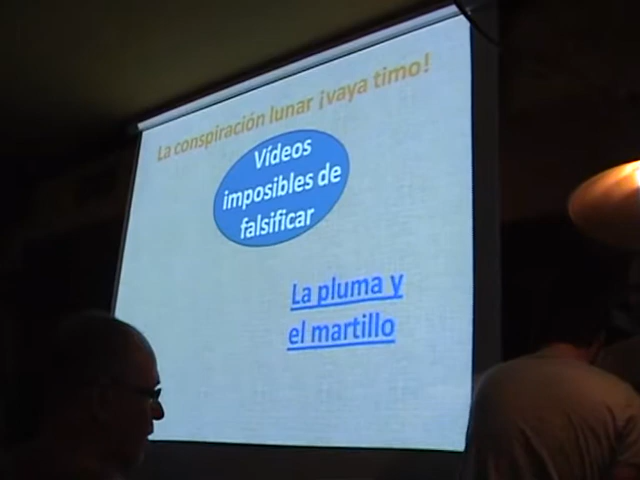 La conspiración lunar ¡vaya timo!
Vídeos
imposibles de
falsificar
La pluma y
el martillo